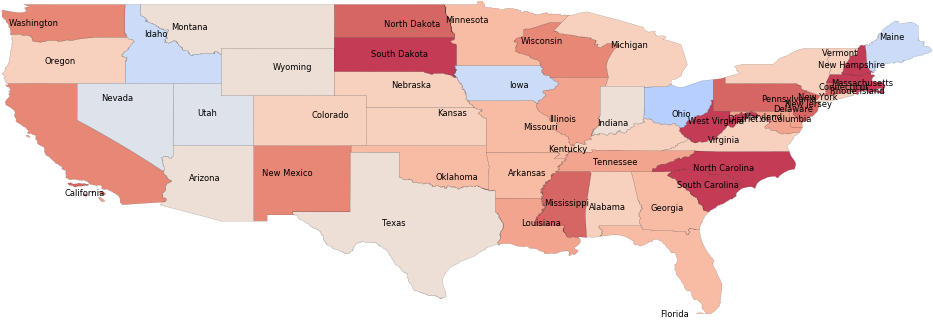 Washington
Oregon
California
Idaho
Nevada
Montana
Wyoming
Utah
Arizona
Colorado
New Mexico
North Dakota
South Dakota
Nebraska
Kansas
Oklahoma
Texas
Minnesota
Iowa
Missouri
Arkansas
Louisiana
Wisconsin
Illinois
Michigan
Indiana
Ohio
Kentucky
Tennessee
Mississippi
Alabama
Georgia
Florida
South Carolina
North Carolina
Virginia
West Virginia
District of Columbia
Maryland
Delaware
Pennsylvania
New Jersey
New York
Connecticut
Rhode Island
Massachusetts
Vermont
New Hampshire
Maine